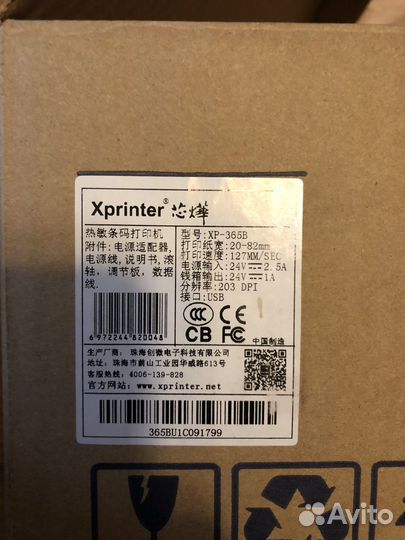 Xprinter® 芯烨
热敏条码打印机
附件: 电源适配器,
电源线, 说明书, 滚
轴, 调节板, 数据
线.
6 972244 820048
型号: XP-365B
打印纸宽: 20-82mm
打印速度: 127MM/SEC
电源输入: 24V⎓2.5A
钱箱输出: 24V⎓1A
分辨率: 203 DPI
接口: USB
CCC CE
CB FC
中国制造
生产厂商: 珠海创微电子科技有限公司
地址: 珠海市前山工业园华威路613号
客服热线: 4006-139-828
官方网站: www.xprinter.net
365BU1C091799
Avito